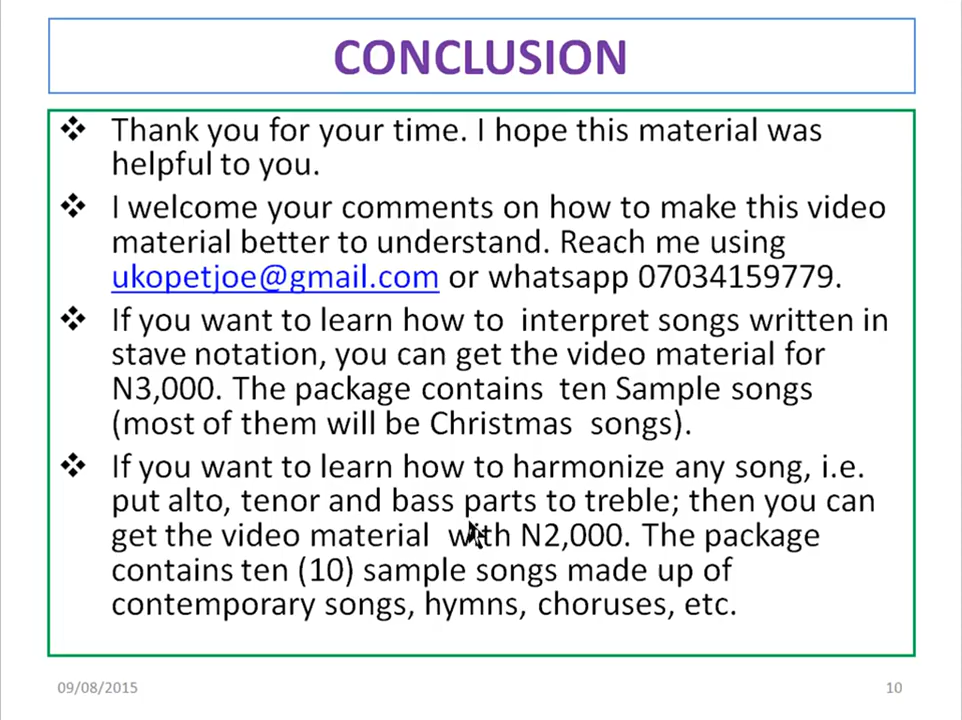 CONCLUSION
❖ Thank you for your time. I hope this material was
helpful to you.
❖ I welcome your comments on how to make this video
material better to understand. Reach me using
ukopetjoe@gmail.com or whatsapp 07034159779.
❖ If you want to learn how to interpret songs written in
stave notation, you can get the video material for
N3,000. The package contains ten Sample songs
(most of them will be Christmas songs).
❖ If you want to learn how to harmonize any song, i.e.
put alto, tenor and bass parts to treble; then you can
get the video material with N2,000. The package
contains ten (10) sample songs made up of
contemporary songs, hymns, choruses, etc.
09/08/2015
10